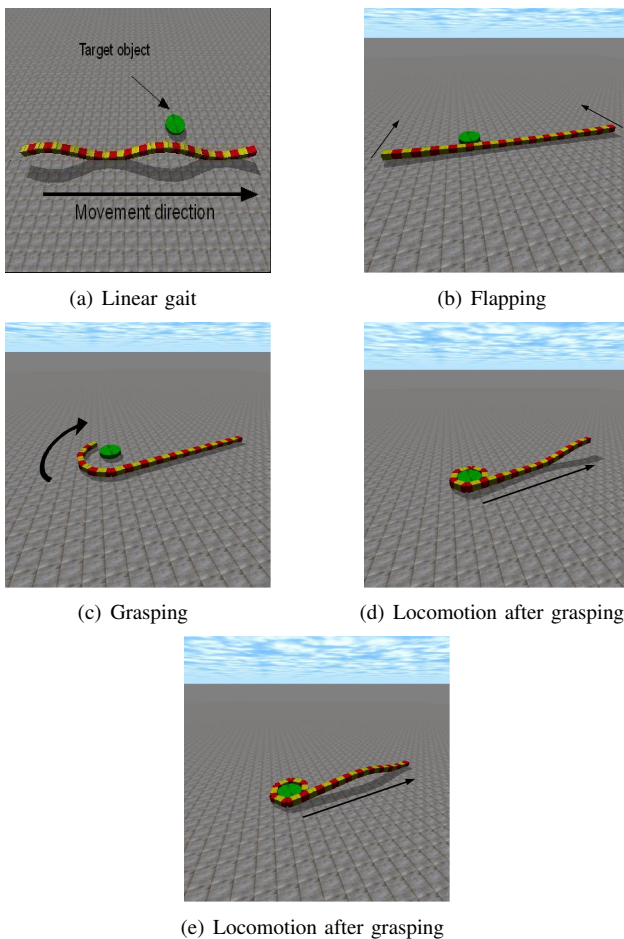 Target object
Movement direction
(a) Linear gait
(b) Flapping
(c) Grasping
(d) Locomotion after grasping
(e) Locomotion after grasping